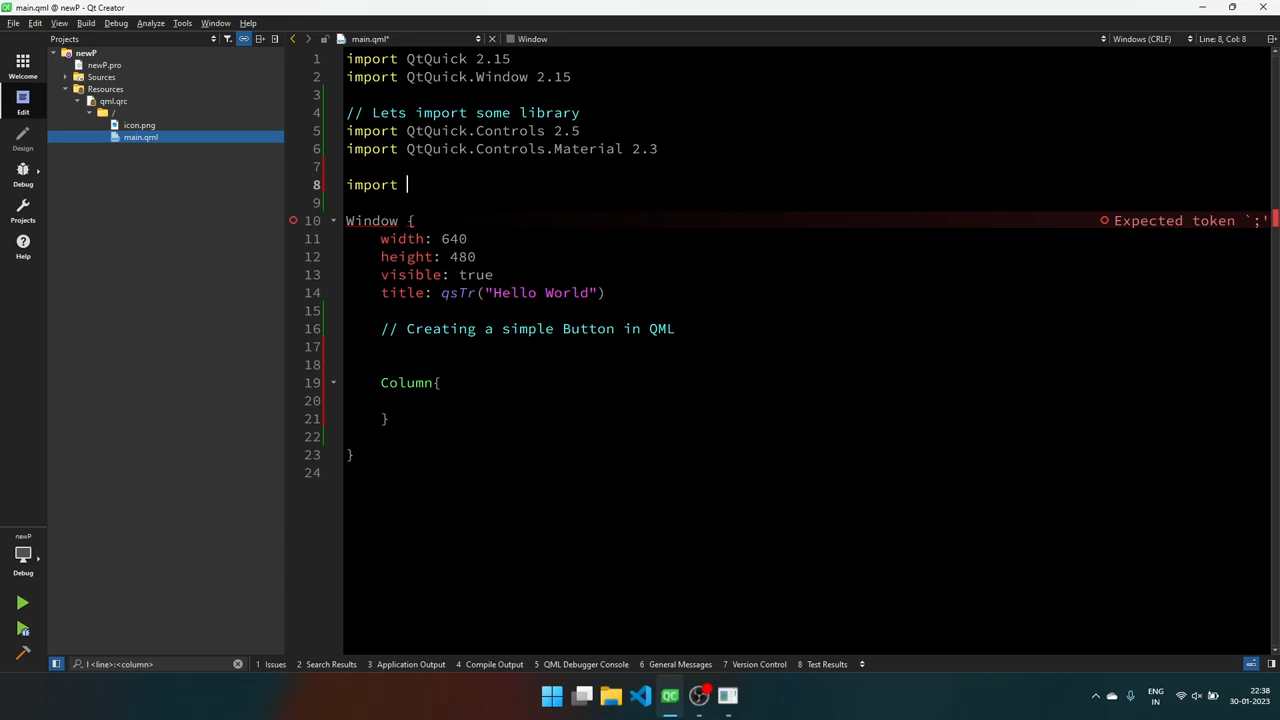 main.qml @ newP - Qt Creator
File Edit View Build Debug Analyze Tools Window Help
Projects
main.qml*
Window
Windows (CRLF)
Line: 8, Col: 8
Welcome
Edit
Design
Debug
Projects
Help
newP
Debug
newP
newP.pro
Sources
Resources
qml.qrc
/
icon.png
main.qml
1 import QtQuick 2.15
2 import QtQuick.Window 2.15
3
4 // Lets import some library
5 import QtQuick.Controls 2.5
6 import QtQuick.Controls.Material 2.3
7
8 import
9
10 Window { Expected token `;'
11 width: 640
12 height: 480
13 visible: true
14 title: qsTr("Hello World")
15
16 // Creating a simple Button in QML
17
18
19 Column{
20
21 }
22
23 }
24
l <line>:<column>
1 Issues 2 Search Results 3 Application Output 4 Compile Output 5 QML Debugger Console 6 General Messages 7 Version Control 8 Test Results
QC
ENG
IN
22:38
30-01-2023